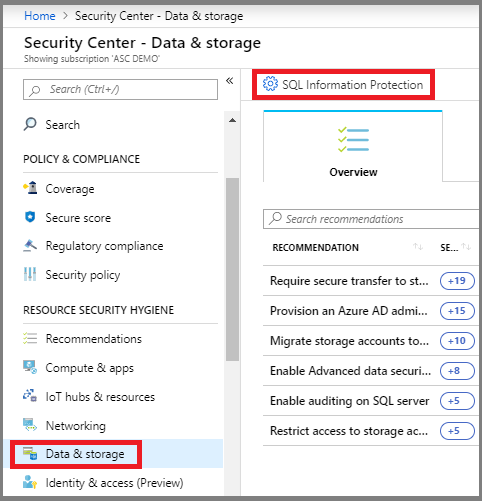 Home > Security Center - Data & storage
Security Center - Data & storage
Showing subscription 'ASC DEMO'
Search (Ctrl+/)
«
Search
POLICY & COMPLIANCE
Coverage
Secure score
Regulatory compliance
Security policy
RESOURCE SECURITY HYGIENE
Recommendations
Compute & apps
IoT hubs & resources
Networking
Data & storage
Identity & access (Preview)
SQL Information Protection
Overview
Search recommendations
RECOMMENDATION ↑↓ SE... ↑↓
Require secure transfer to st... +19
Provision an Azure AD admi... +15
Migrate storage accounts to... +10
Enable Advanced data securi... +8
Enable auditing on SQL server +5
Restrict access to storage ac... +5